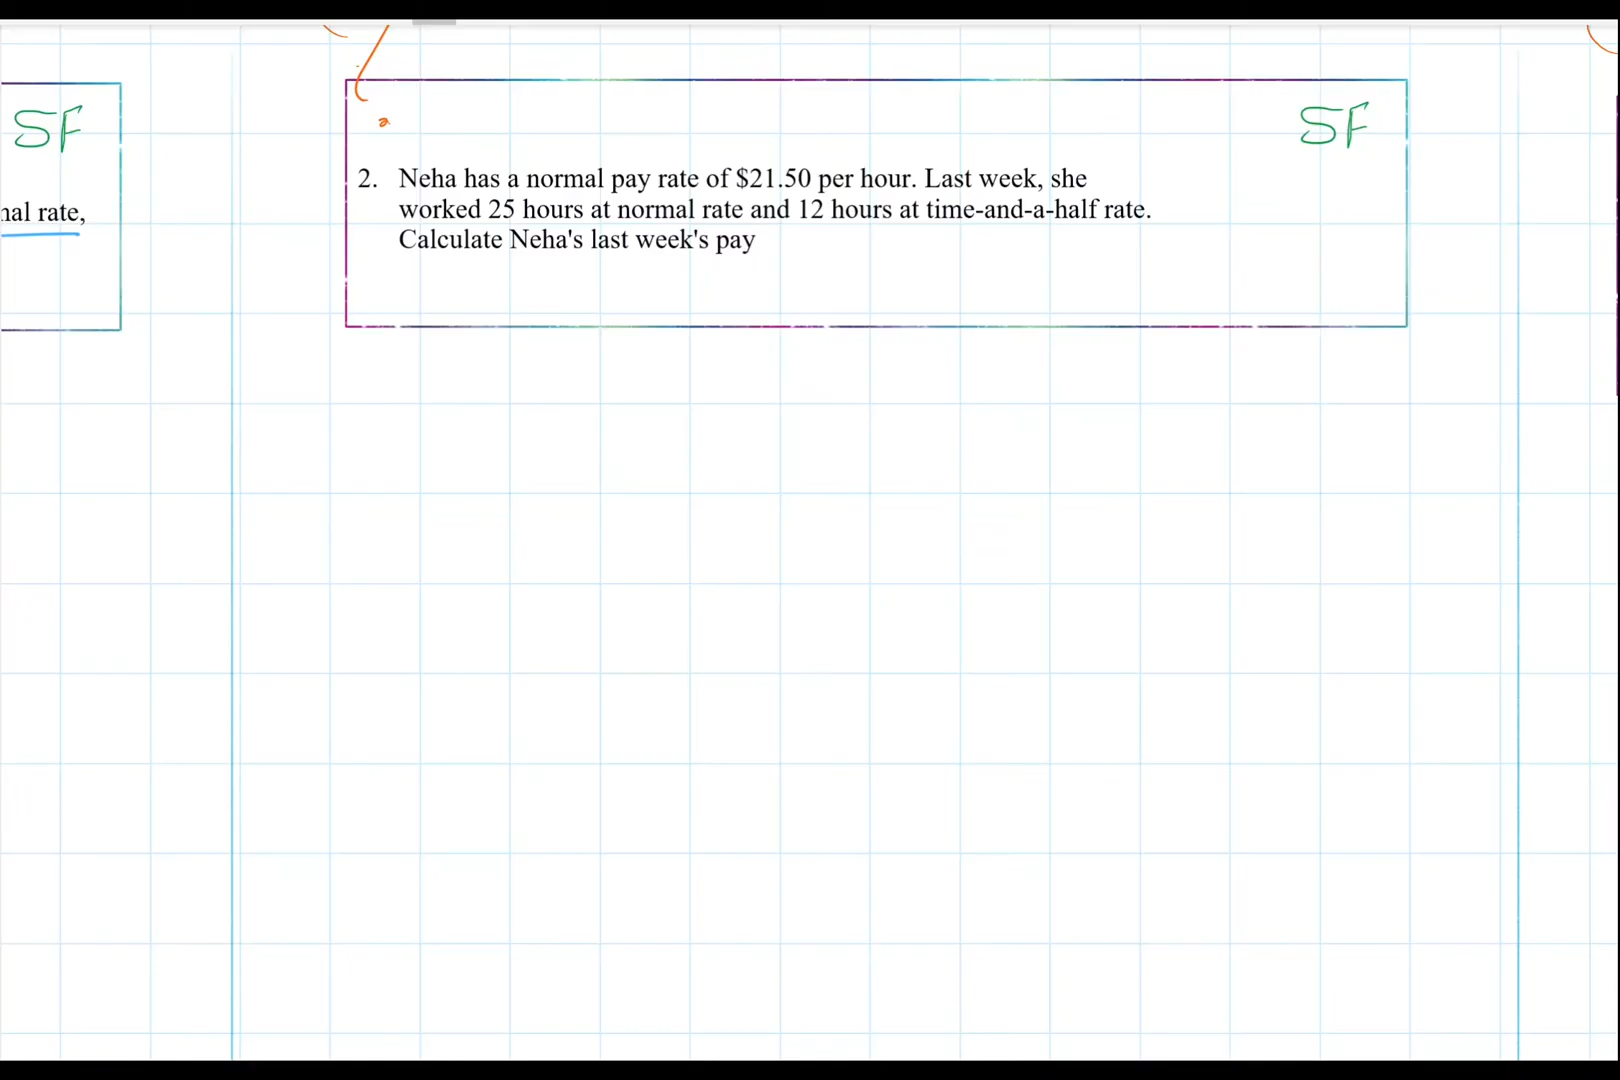 SF
nal rate,
SF
2. Neha has a normal pay rate of $21.50 per hour. Last week, she
worked 25 hours at normal rate and 12 hours at time-and-a-half rate.
Calculate Neha's last week's pay